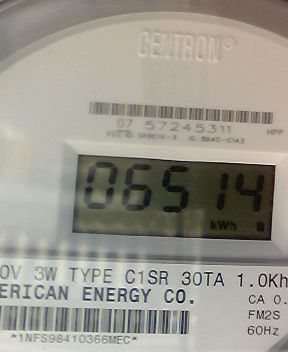 CENTRON®
07 57245311 HPP
06514
kWh
0V 3W TYPE C1SR 30TA 1.0Kh
ERICAN ENERGY CO. CA 0.
FM2S
60Hz
*1NFS98410366MEC*